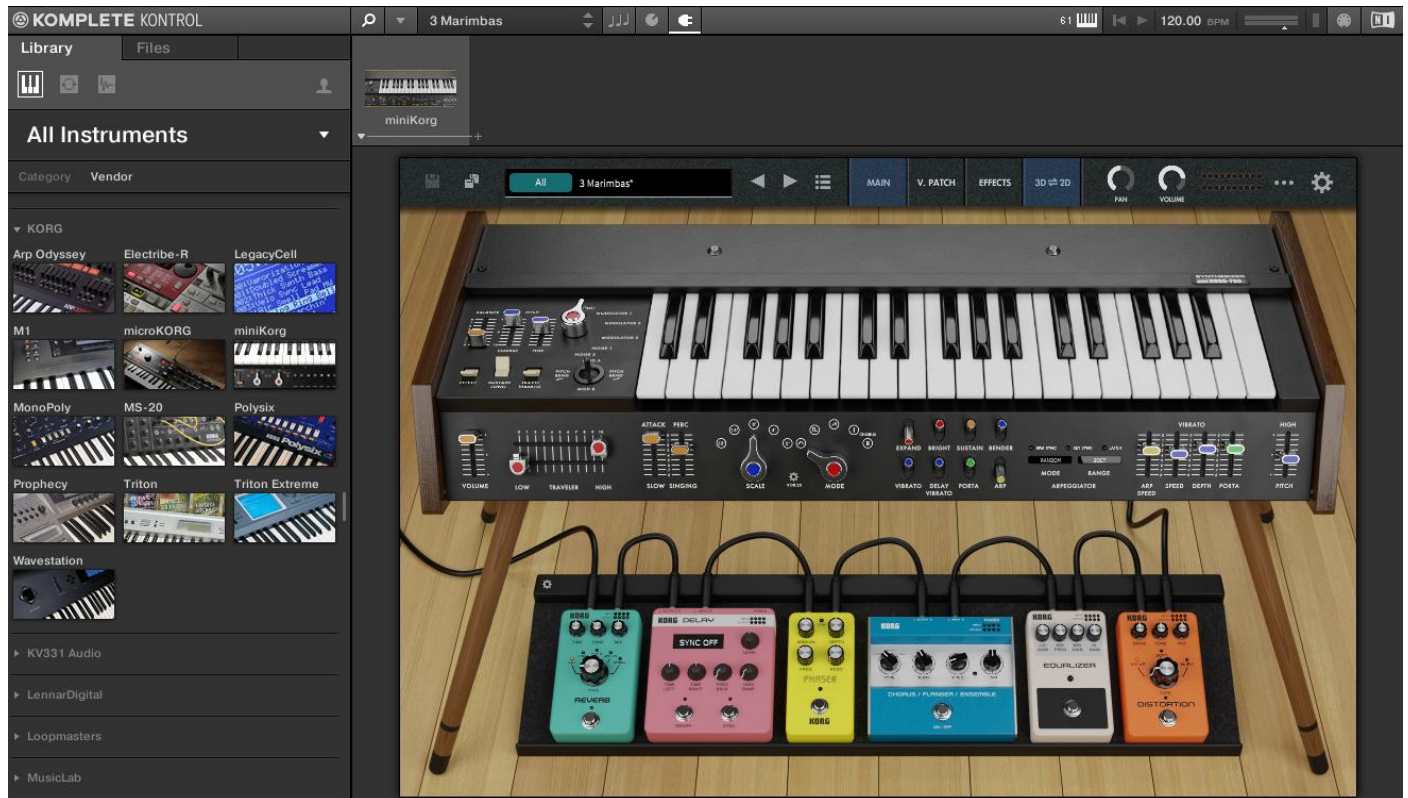 KOMPLETE KONTROL
3 Marimbas
61
120.00 BPM
Library
Files
All Instruments
Category Vendor
KORG
Arp Odyssey Electribe-R LegacyCell
M1 microKORG miniKorg
MonoPoly MS-20 Polysix
Prophecy Triton Triton Extreme
Wavestation
KV331 Audio
LennarDigital
Loopmasters
MusicLab
miniKorg
All 3 Marimbas*
MAIN
V. PATCH
EFFECTS
3D⇌2D
PAN
VOLUME
ATTACK PERC
VIBRATO
HIGH
EXPAND BRIGHT SUSTAIN BENDER
RANDOM
MODE RANGE
VOLUME
LOW TRAVELER HIGH
SLOW SINGING
SCALE
MODE
VIBRATO DELAY VIBRATO PORTA ARP
ARPEGGIATOR
ARP SPEED SPEED DEPTH PORTA
PITCH
KORG
REVERB
KORG DELAY
SYNC OFF
PHASER
KORG
KORG
CHORUS / FLANGER / ENSEMBLE
ON / OFF
KORG
EQUALIZER
KORG
DISTORTION